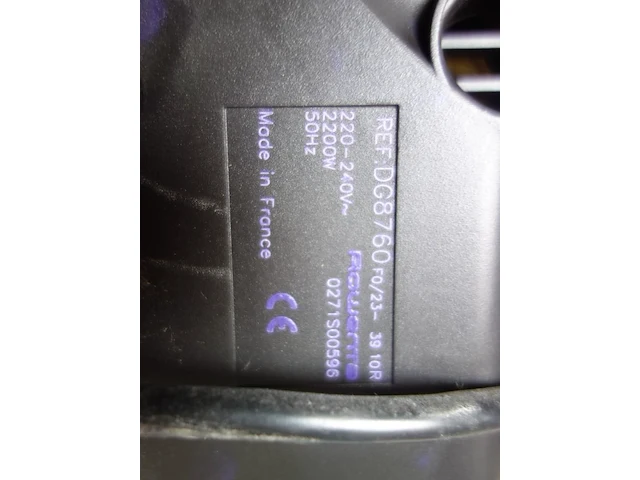 REF:DG8760 F0/23- 39 10R
220-240V~ Rowenta
2200W 0271S00596
50Hz
Made in France CE